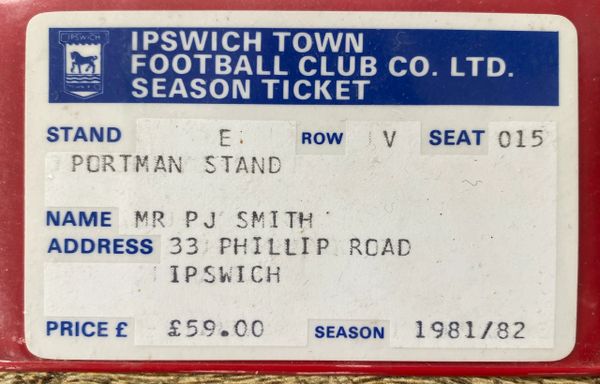 IPSWICH
IPSWICH TOWN
FOOTBALL CLUB CO. LTD.
SEASON TICKET
STAND E ROW V SEAT 015
PORTMAN STAND
NAME MR PJ SMITH
ADDRESS 33 PHILLIP ROAD
IPSWICH
PRICE £ £59.00 SEASON 1981/82